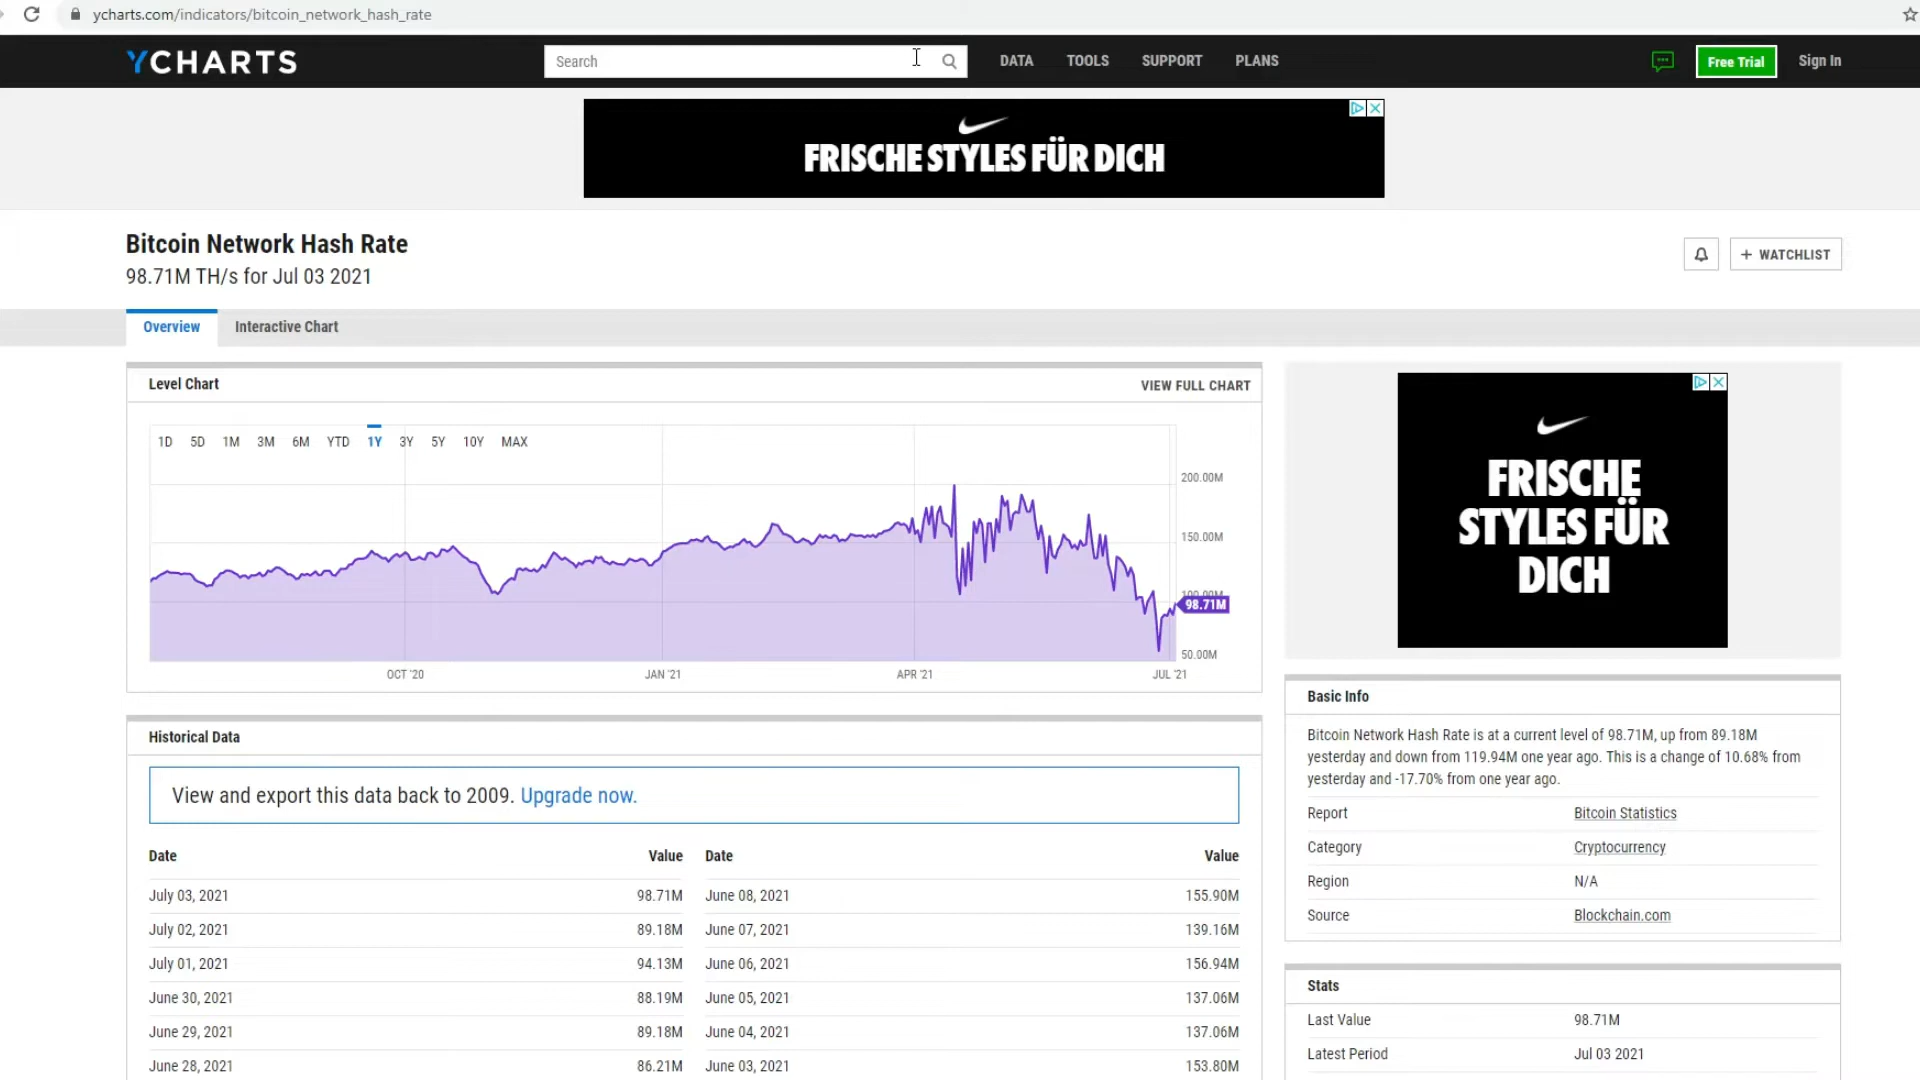 ycharts.com/indicators/bitcoin_network_hash_rate
YCHARTS
Search
DATA
TOOLS
SUPPORT
PLANS
Free Trial
Sign In
FRISCHE STYLES FÜR DICH
Bitcoin Network Hash Rate
98.71M TH/s for Jul 03 2021
+ WATCHLIST
Overview
Interactive Chart
Level Chart
VIEW FULL CHART
1D 5D 1M 3M 6M YTD 1Y 3Y 5Y 10Y MAX
200.00M
150.00M
100.00M
98.71M
50.00M
OCT '20
JAN '21
APR '21
JUL '21
FRISCHE
STYLES FÜR
DICH
Historical Data
View and export this data back to 2009. Upgrade now.
Date Value Date Value
July 03, 2021 98.71M June 08, 2021 155.90M
July 02, 2021 89.18M June 07, 2021 139.16M
July 01, 2021 94.13M June 06, 2021 156.94M
June 30, 2021 88.19M June 05, 2021 137.06M
June 29, 2021 89.18M June 04, 2021 137.06M
June 28, 2021 86.21M June 03, 2021 153.80M
Basic Info
Bitcoin Network Hash Rate is at a current level of 98.71M, up from 89.18M
yesterday and down from 119.94M one year ago. This is a change of 10.68% from
yesterday and -17.70% from one year ago.
Report Bitcoin Statistics
Category Cryptocurrency
Region N/A
Source Blockchain.com
Stats
Last Value 98.71M
Latest Period Jul 03 2021